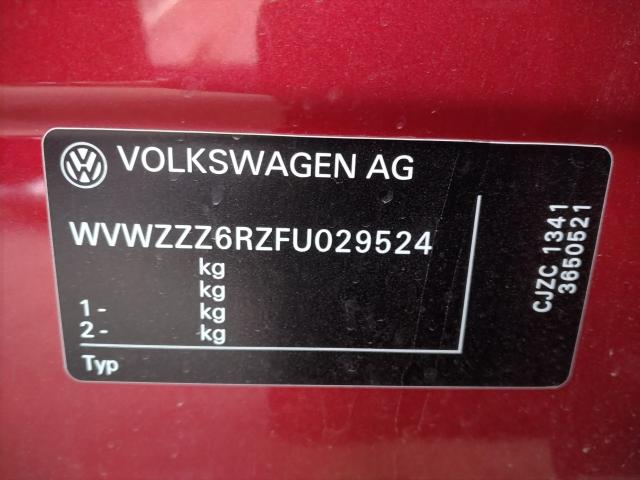 VOLKSWAGEN AG
WVWZZZ6RZFU029524
kg
kg
1- kg
2- kg
Typ
CJZC 1341
3650521